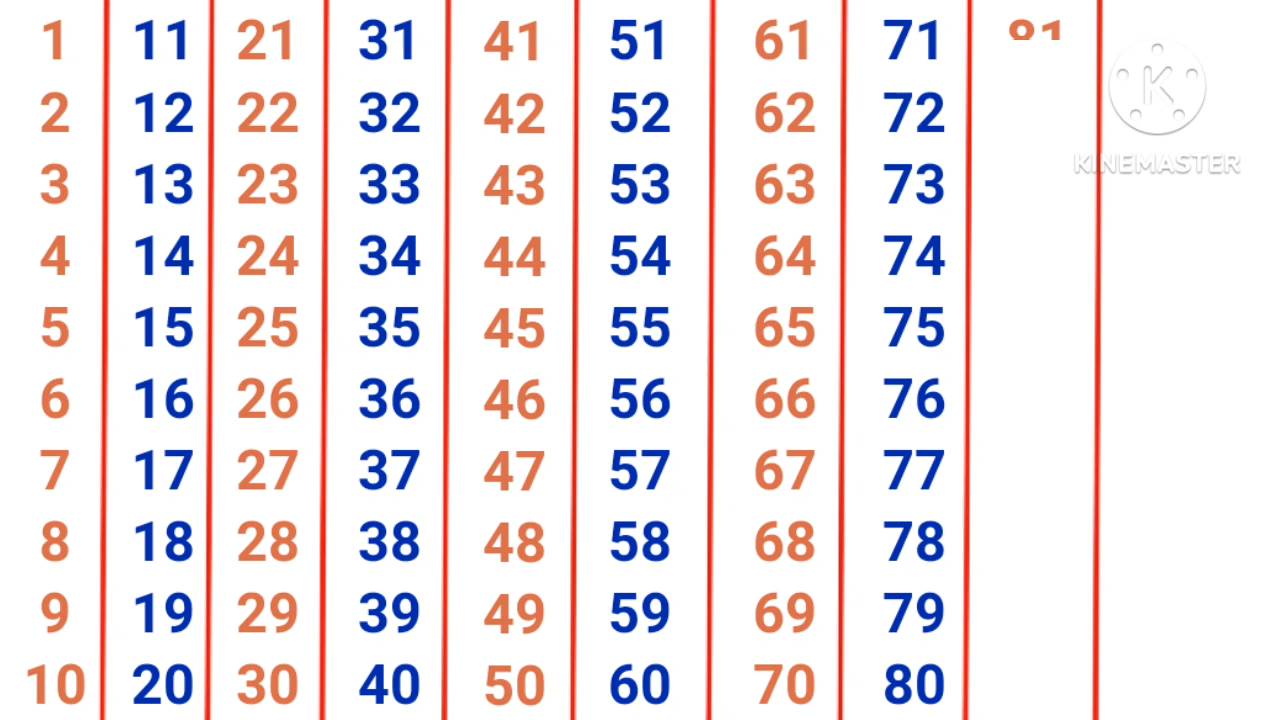 1 11 21 31 41 51 61 71 81
2 12 22 32 42 52 62 72
3 13 23 33 43 53 63 73
4 14 24 34 44 54 64 74
5 15 25 35 45 55 65 75
6 16 26 36 46 56 66 76
7 17 27 37 47 57 67 77
8 18 28 38 48 58 68 78
9 19 29 39 49 59 69 79
10 20 30 40 50 60 70 80
K
KINEMASTER